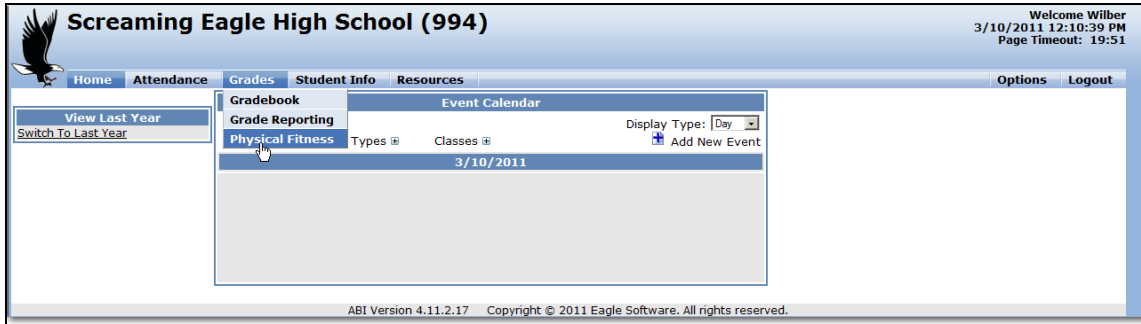 Screaming Eagle High School (994)
Welcome Wilber
3/10/2011 12:10:39 PM
Page Timeout: 19:51
Home Attendance Grades Student Info Resources Options Logout
View Last Year
Switch To Last Year
Gradebook
Grade Reporting
Physical Fitness
Event Calendar
Display Type: Day
Types Classes Add New Event
3/10/2011
ABI Version 4.11.2.17 Copyright © 2011 Eagle Software. All rights reserved.